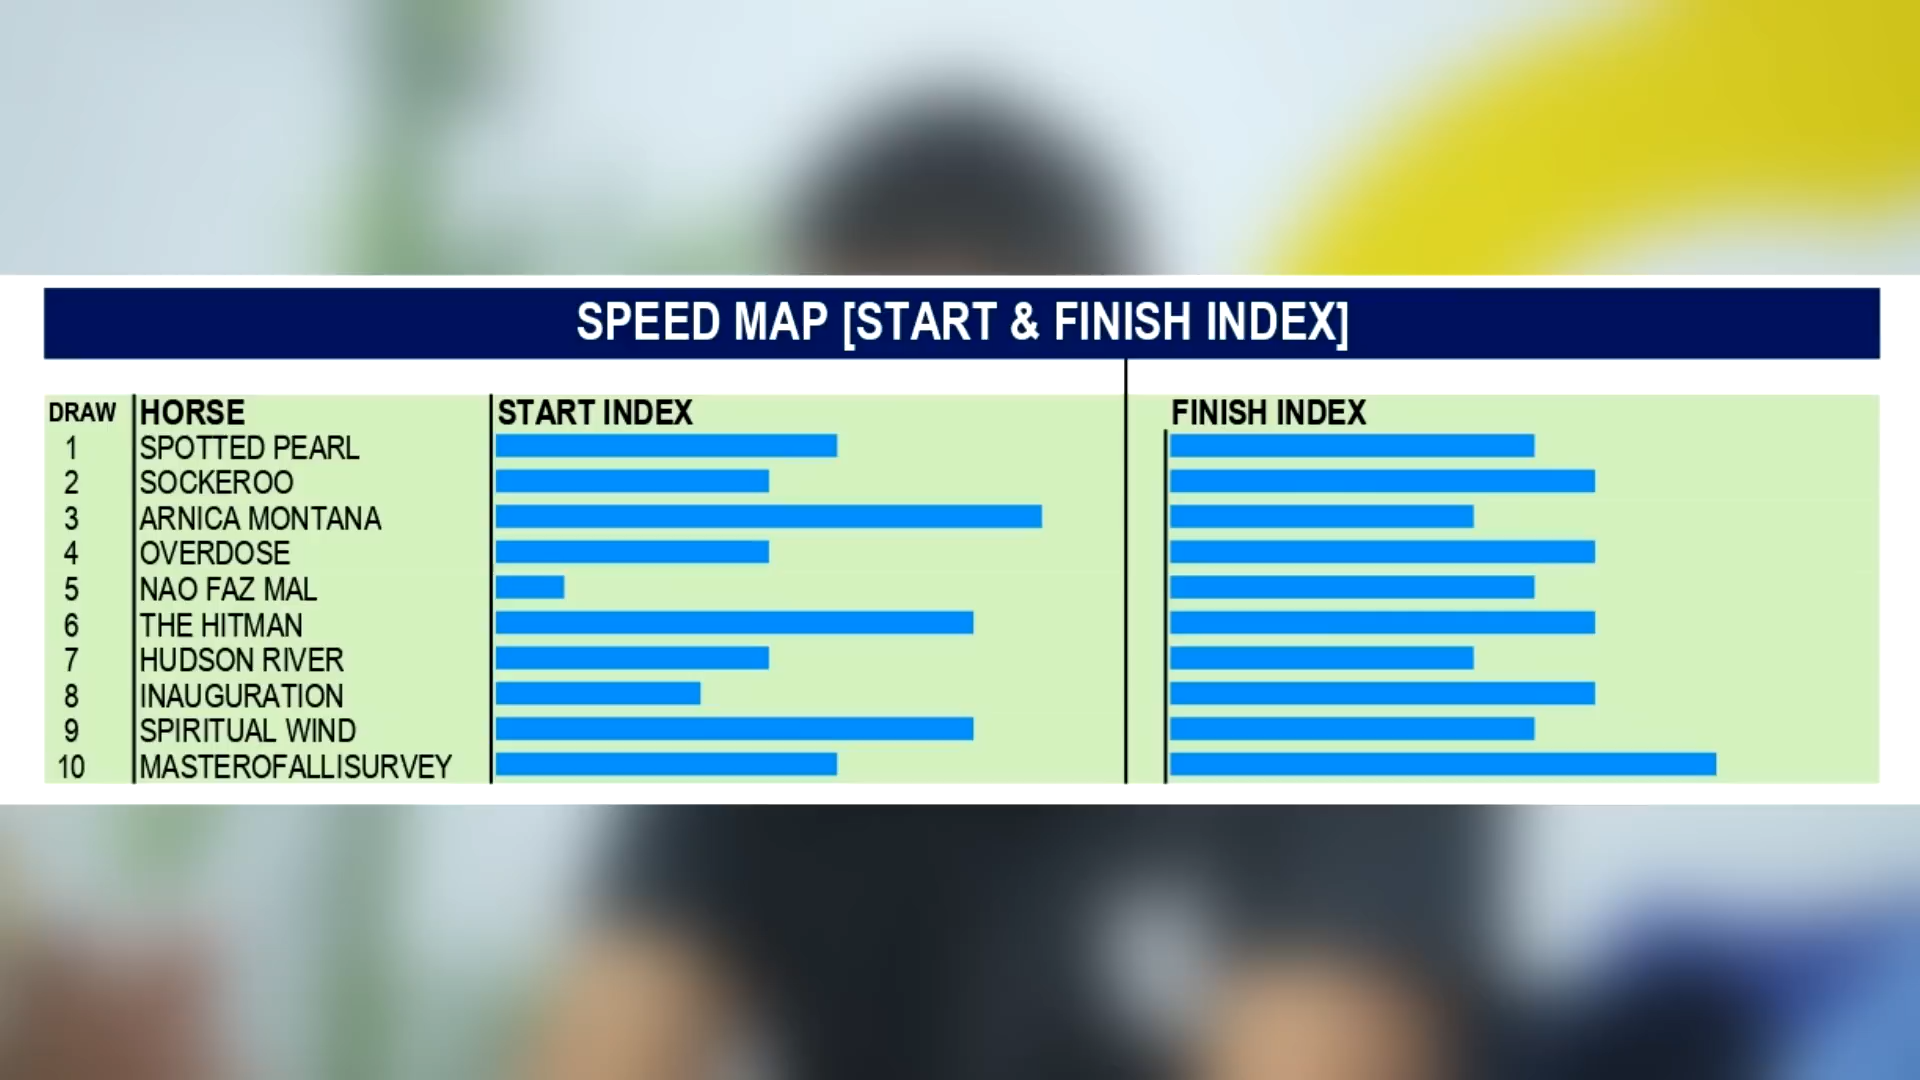 SPEED MAP [START & FINISH INDEX]
DRAW HORSE START INDEX FINISH INDEX
1 SPOTTED PEARL
2 SOCKEROO
3 ARNICA MONTANA
4 OVERDOSE
5 NAO FAZ MAL
6 THE HITMAN
7 HUDSON RIVER
8 INAUGURATION
9 SPIRITUAL WIND
10 MASTEROFALLISURVEY